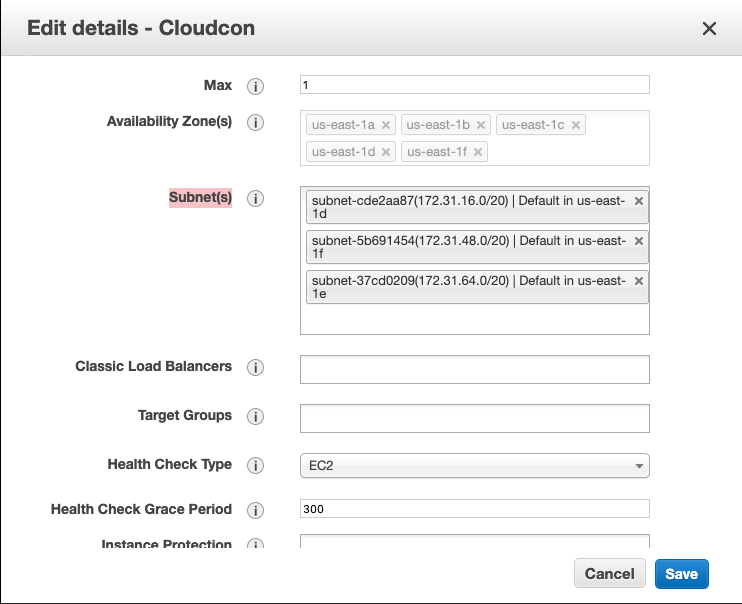 Edit details - Cloudcon
Max
1
Availability Zone(s)
us-east-1a us-east-1b us-east-1c
us-east-1d us-east-1f
Subnet(s)
subnet-cde2aa87(172.31.16.0/20) | Default in us-east-
1d
subnet-5b691454(172.31.48.0/20) | Default in us-east-
1f
subnet-37cd0209(172.31.64.0/20) | Default in us-east-
1e
Classic Load Balancers
Target Groups
Health Check Type
EC2
Health Check Grace Period
300
Instance Protection
Cancel Save